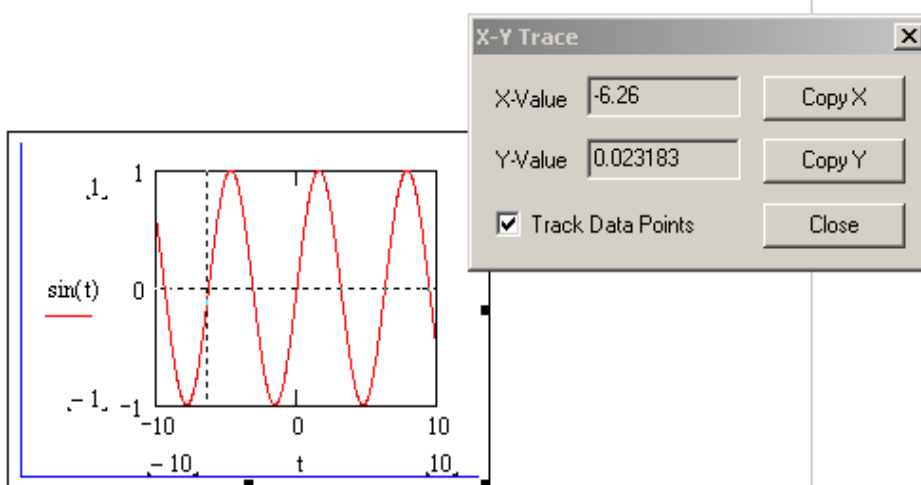 X-Y Trace
X-Value -6.26 Copy X
Y-Value 0.023183 Copy Y
Track Data Points Close
1 1
sin(t) 0
-1 -1
-10 0 10
-10 t 10